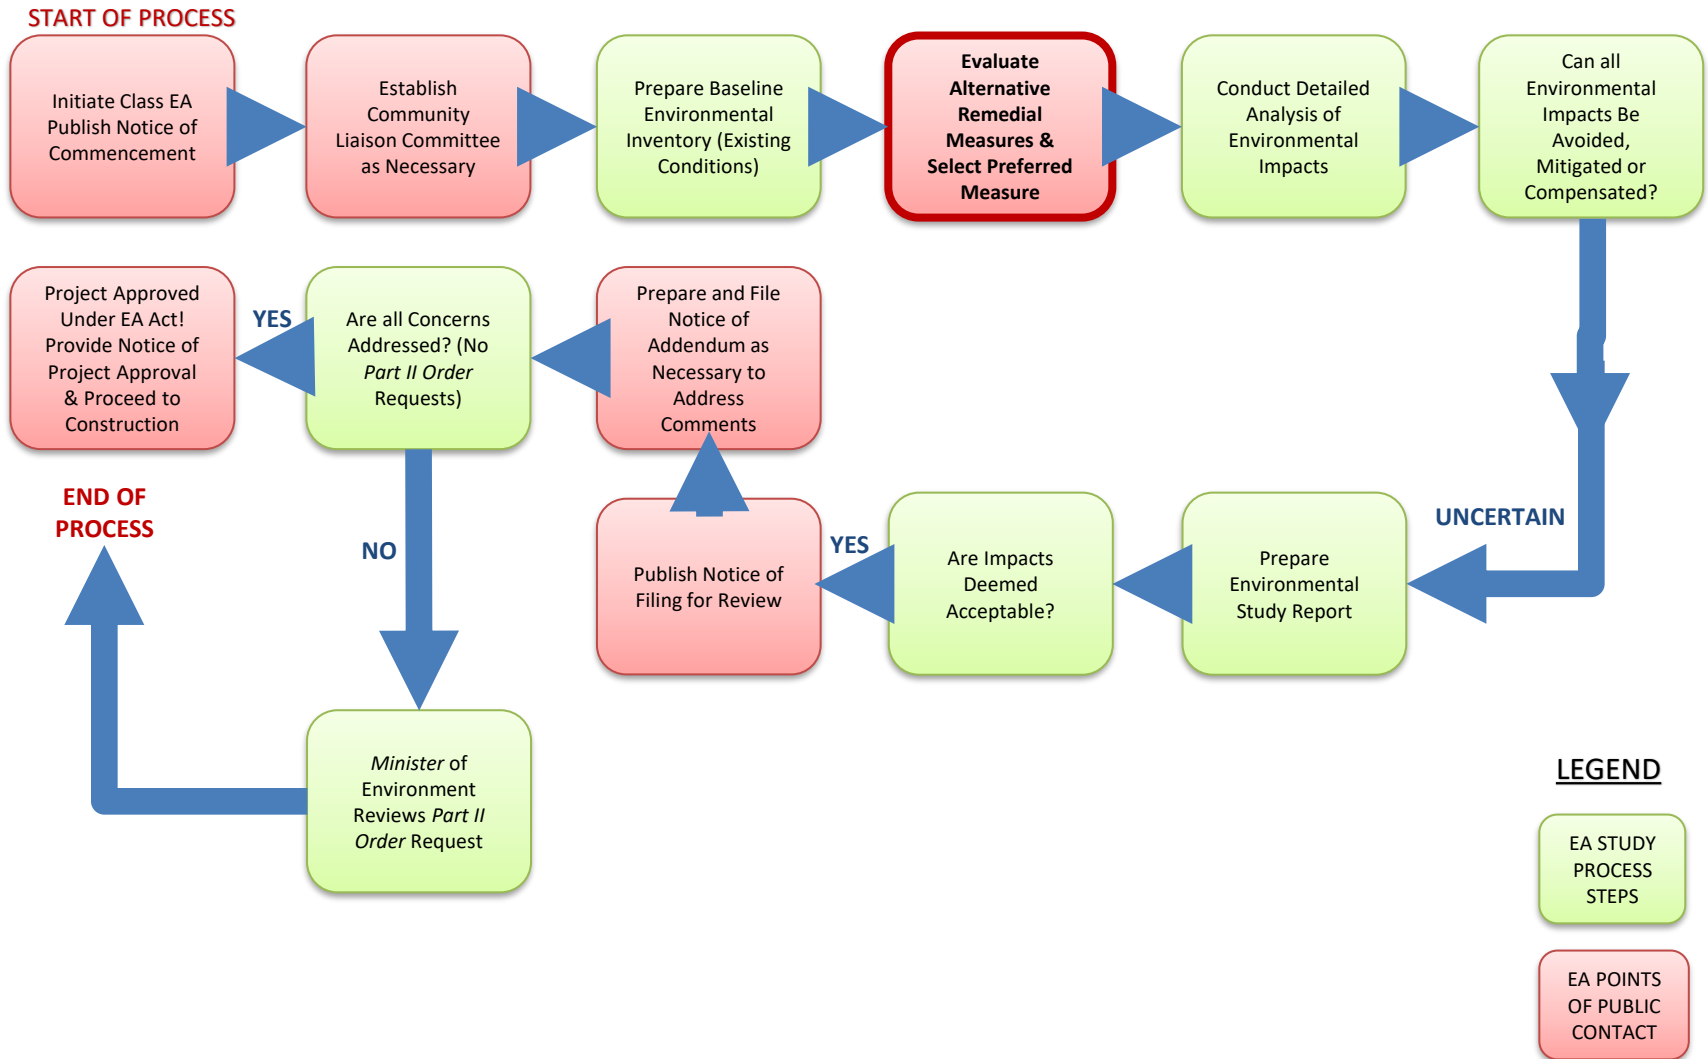 START OF PROCESS
Initiate Class EA
Publish Notice of
Commencement
Establish
Community
Liaison Committee
as Necessary
Prepare Baseline
Environmental
Inventory (Existing
Conditions)
Evaluate
Alternative
Remedial
Measures &
Select Preferred
Measure
Conduct Detailed
Analysis of
Environmental
Impacts
Can all
Environmental
Impacts Be
Avoided,
Mitigated or
Compensated?
Project Approved
Under EA Act!
Provide Notice of
Project Approval
& Proceed to
Construction
YES
Are all Concerns
Addressed? (No
Part II Order
Requests)
Prepare and File
Notice of
Addendum as
Necessary to
Address
Comments
END OF
PROCESS
NO
Publish Notice of
Filing for Review
YES
Are Impacts
Deemed
Acceptable?
Prepare
Environmental
Study Report
UNCERTAIN
Minister of
Environment
Reviews Part II
Order Request
LEGEND
EA STUDY
PROCESS
STEPS
EA POINTS
OF PUBLIC
CONTACT